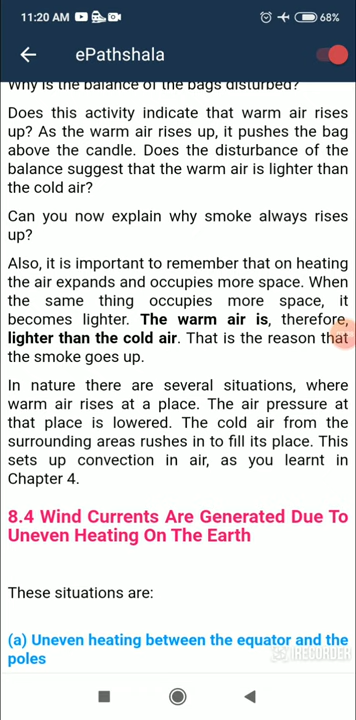 11:20 AM 68%
ePathshala
Why is the balance of the bags disturbed?
Does this activity indicate that warm air rises
up? As the warm air rises up, it pushes the bag
above the candle. Does the disturbance of the
balance suggest that the warm air is lighter than
the cold air?
Can you now explain why smoke always rises
up?
Also, it is important to remember that on heating
the air expands and occupies more space. When
the same thing occupies more space, it
becomes lighter. The warm air is, therefore,
lighter than the cold air. That is the reason that
the smoke goes up.
In nature there are several situations, where
warm air rises at a place. The air pressure at
that place is lowered. The cold air from the
surrounding areas rushes in to fill its place. This
sets up convection in air, as you learnt in
Chapter 4.
8.4 Wind Currents Are Generated Due To
Uneven Heating On The Earth
These situations are:
(a) Uneven heating between the equator and the
poles
iRECORDER